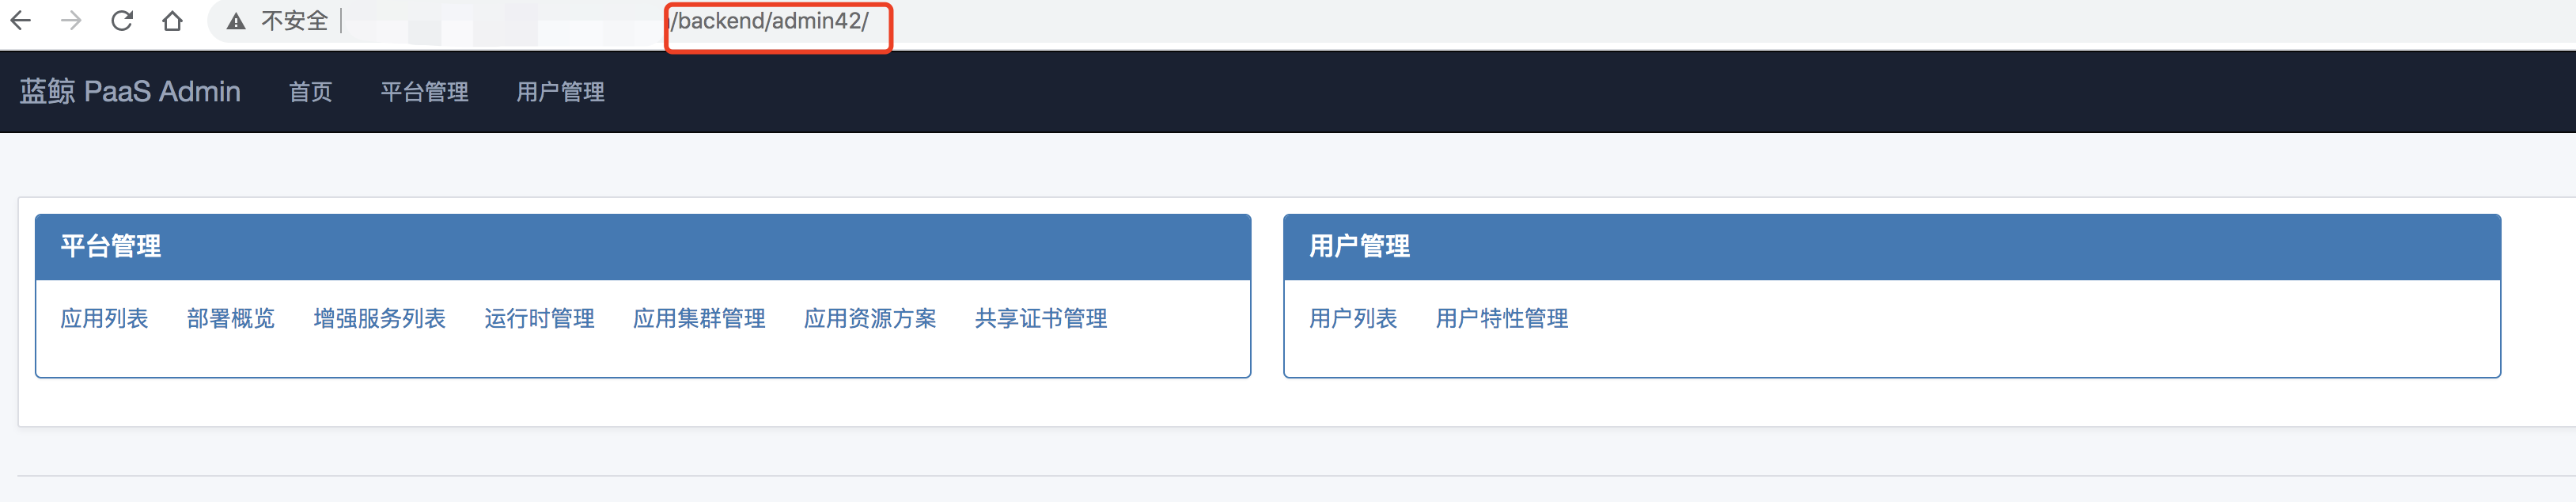 不安全 /backend/admin42/
蓝鲸 PaaS Admin 首页 平台管理 用户管理
平台管理
应用列表 部署概览 增强服务列表 运行时管理 应用集群管理 应用资源方案 共享证书管理
用户管理
用户列表 用户特性管理